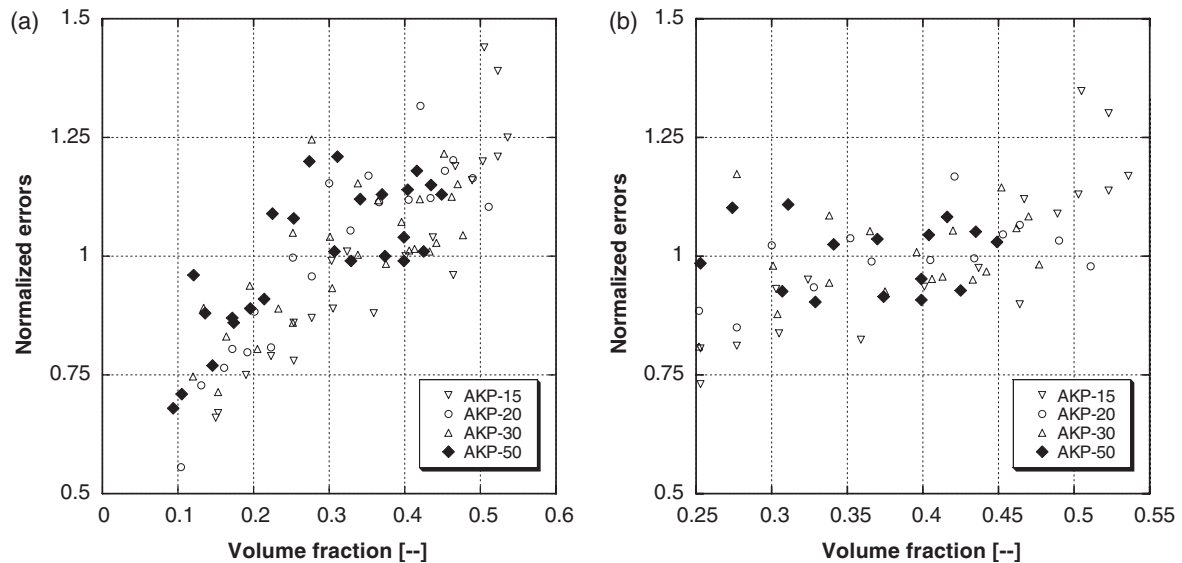 (a)
1.5
1.25
1
0.75
0.5
Normalized errors
0
0.1
0.2
0.3
0.4
0.5
0.6
Volume fraction [--]
AKP-15
AKP-20
AKP-30
AKP-50
(b)
1.5
1.25
1
0.75
0.5
Normalized errors
0.25
0.3
0.35
0.4
0.45
0.5
0.55
Volume fraction [--]
AKP-15
AKP-20
AKP-30
AKP-50